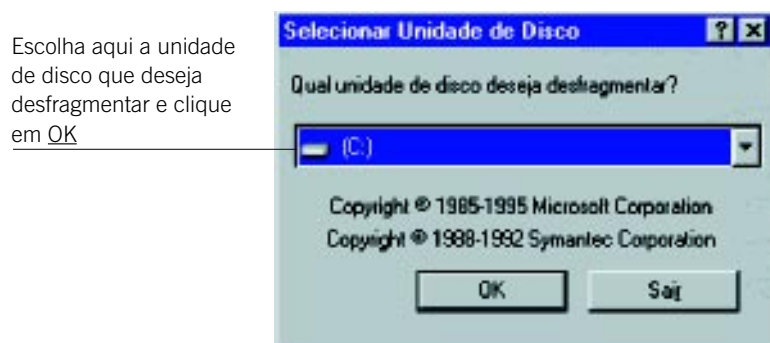 Escolha aqui a unidade
de disco que deseja
desfragmentar e clique
em OK
Selecionar Unidade de Disco
Qual unidade de disco deseja desfragmentar?
(C:)
Copyright © 1985-1995 Microsoft Corporation
Copyright © 1988-1992 Symantec Corporation
OK
Sair